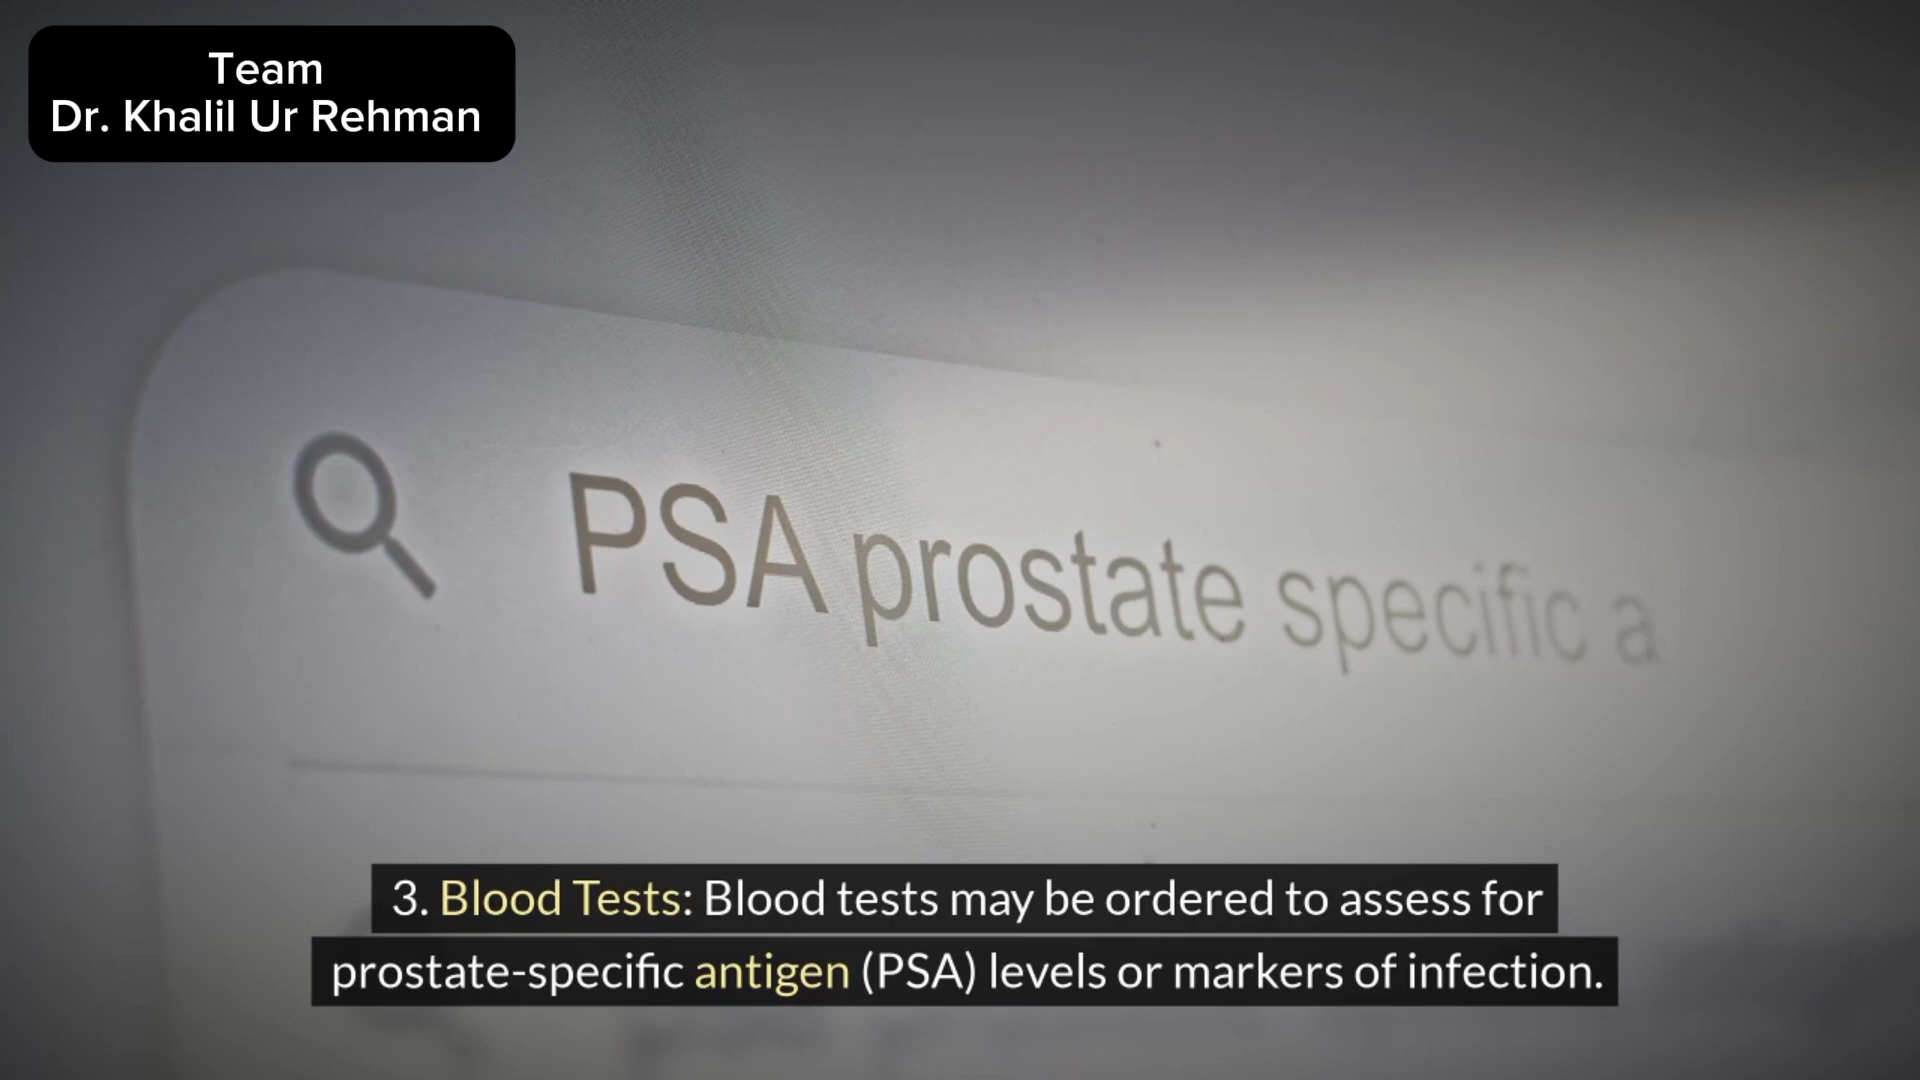 Team
Dr. Khalil Ur Rehman
PSA prostate specific a
3. Blood Tests: Blood tests may be ordered to assess for
prostate-specific antigen (PSA) levels or markers of infection.